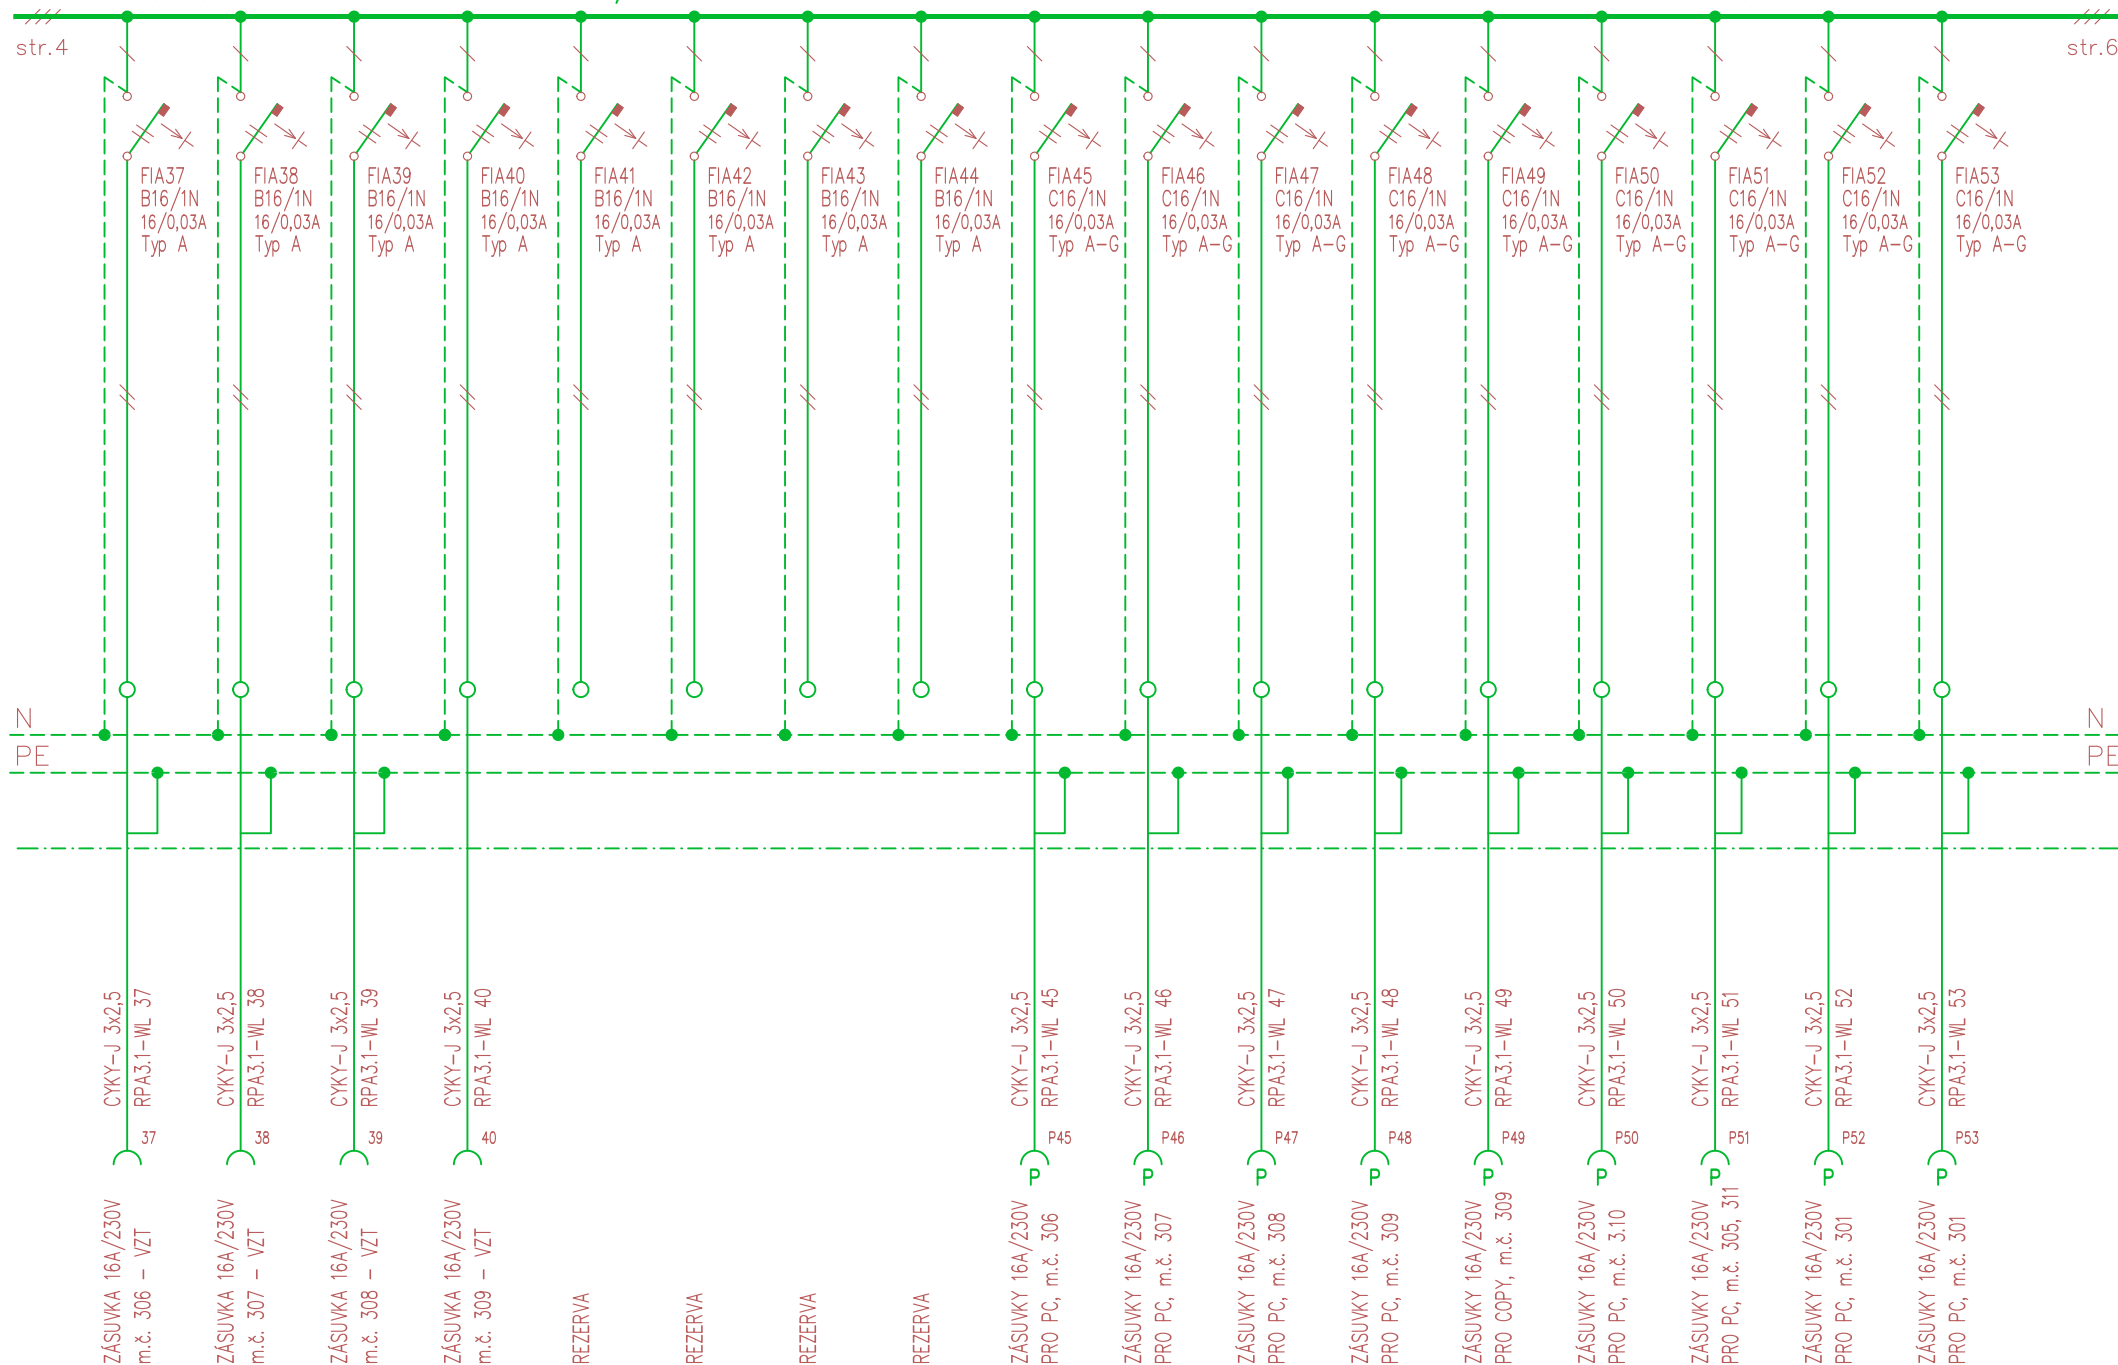 str.4
str.6
FIA37
B16/1N
16/0,03A
Typ A
FIA38
B16/1N
16/0,03A
Typ A
FIA39
B16/1N
16/0,03A
Typ A
FIA40
B16/1N
16/0,03A
Typ A
FIA41
B16/1N
16/0,03A
Typ A
FIA42
B16/1N
16/0,03A
Typ A
FIA43
B16/1N
16/0,03A
Typ A
FIA44
B16/1N
16/0,03A
Typ A
FIA45
C16/1N
16/0,03A
Typ A-G
FIA46
C16/1N
16/0,03A
Typ A-G
FIA47
C16/1N
16/0,03A
Typ A-G
FIA48
C16/1N
16/0,03A
Typ A-G
FIA49
C16/1N
16/0,03A
Typ A-G
FIA50
C16/1N
16/0,03A
Typ A-G
FIA51
C16/1N
16/0,03A
Typ A-G
FIA52
C16/1N
16/0,03A
Typ A-G
FIA53
C16/1N
16/0,03A
Typ A-G
N
N
PE
PE
CYKY-J 3x2,5
RPA3.1-WL 37
CYKY-J 3x2,5
RPA3.1-WL 38
CYKY-J 3x2,5
RPA3.1-WL 39
CYKY-J 3x2,5
RPA3.1-WL 40
CYKY-J 3x2,5
RPA3.1-WL 45
CYKY-J 3x2,5
RPA3.1-WL 46
CYKY-J 3x2,5
RPA3.1-WL 47
CYKY-J 3x2,5
RPA3.1-WL 48
CYKY-J 3x2,5
RPA3.1-WL 49
CYKY-J 3x2,5
RPA3.1-WL 50
CYKY-J 3x2,5
RPA3.1-WL 51
CYKY-J 3x2,5
RPA3.1-WL 52
CYKY-J 3x2,5
RPA3.1-WL 53
37
38
39
40
P45
P46
P47
P48
P49
P50
P51
P52
P53
P
P
P
P
P
P
P
P
P
ZÁSUVKA 16A/230V
m.č. 306 - VZT
ZÁSUVKA 16A/230V
m.č. 307 - VZT
ZÁSUVKA 16A/230V
m.č. 308 - VZT
ZÁSUVKA 16A/230V
m.č. 309 - VZT
REZERVA
REZERVA
REZERVA
REZERVA
ZÁSUVKY 16A/230V
PRO PC, m.č. 306
ZÁSUVKY 16A/230V
PRO PC, m.č. 307
ZÁSUVKY 16A/230V
PRO PC, m.č. 308
ZÁSUVKY 16A/230V
PRO PC, m.č. 309
ZÁSUVKY 16A/230V
PRO COPY, m.č. 309
ZÁSUVKY 16A/230V
PRO PC, m.č. 3.10
ZÁSUVKY 16A/230V
PRO PC, m.č. 305, 311
ZÁSUVKY 16A/230V
PRO PC, m.č. 301
ZÁSUVKY 16A/230V
PRO PC, m.č. 301